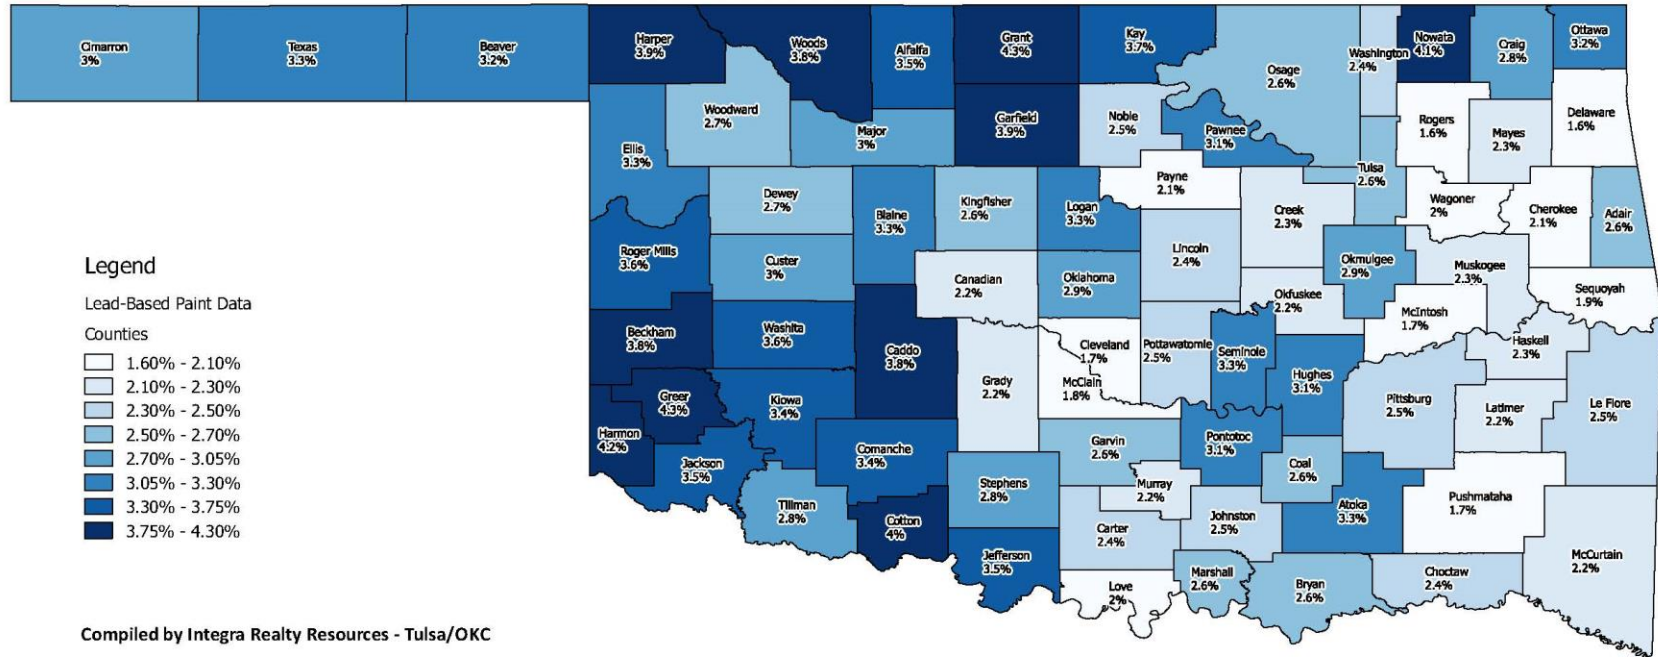 Cimarron
3%
Texas
3.3%
Beaver
3.2%
Harper
3.9%
Woods
3.8%
Alfalfa
3.5%
Grant
4.3%
Kay
3.7%
Osage
2.6%
Washington
2.4%
Nowata
4.1%
Craig
2.8%
Ottawa
3.2%
Woodward
2.7%
Major
3%
Garfield
3.9%
Noble
2.5%
Pawnee
3.1%
Rogers
1.6%
Mayes
2.3%
Delaware
1.6%
Ellis
3.3%
Dewey
2.7%
Blaine
3.3%
Kingfisher
2.6%
Logan
3.3%
Payne
2.1%
Creek
2.3%
Tulsa
2.6%
Wagoner
2%
Cherokee
2.1%
Adair
2.6%
Roger Mills
3.6%
Custer
3%
Canadian
2.2%
Oklahoma
2.9%
Lincoln
2.4%
Okfuskee
2.2%
Okmulgee
2.9%
Muskogee
2.3%
McIntosh
1.7%
Sequoyah
1.9%
Beckham
3.8%
Washita
3.6%
Caddo
3.8%
Grady
2.2%
Cleveland
1.7%
McClain
1.8%
Pottawatomie
2.5%
Seminole
3.3%
Hughes
3.1%
Pittsburg
2.5%
Haskell
2.3%
Latimer
2.2%
Le Flore
2.5%
Greer
4.3%
Harmon
4.2%
Kiowa
3.4%
Jackson
3.5%
Comanche
3.4%
Tillman
2.8%
Cotton
4%
Stephens
2.8%
Jefferson
3.5%
Garvin
2.6%
Murray
2.2%
Carter
2.4%
Love
2%
Pontotoc
3.1%
Johnston
2.5%
Marshall
2.6%
Coal
2.6%
Atoka
3.3%
Bryan
2.6%
Pushmataha
1.7%
Choctaw
2.4%
McCurtain
2.2%
Legend
Lead-Based Paint Data
Counties
1.60% - 2.10%
2.10% - 2.30%
2.30% - 2.50%
2.50% - 2.70%
2.70% - 3.05%
3.05% - 3.30%
3.30% - 3.75%
3.75% - 4.30%
Compiled by Integra Realty Resources - Tulsa/OKC